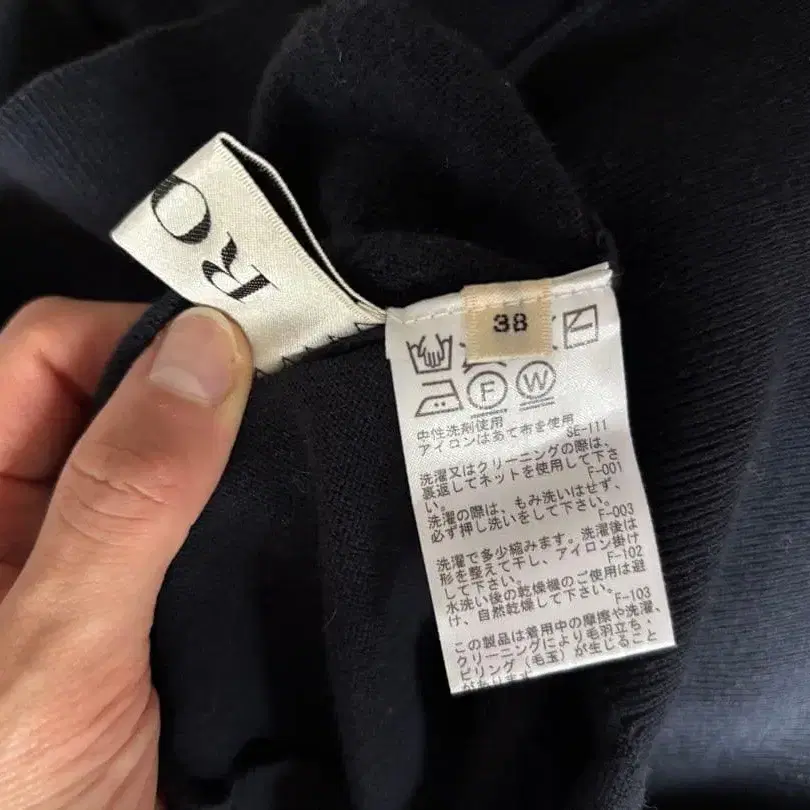 RO
38
F W
中性洗剤使用
アイロンはあて布を使用
SE-111
洗濯又はクリーニングの際は、
裏返してネットを使用して下さ
い。
F-001
洗濯の際は、もみ洗いはせず、
必ず押し洗いをして下さい。
F-003
洗濯で多少縮みます。洗濯後は
形を整えて干し、アイロン掛け
して下さい。
F-102
水洗い後の乾燥機のご使用は避
け、自然乾燥して下さい。
F-103
この製品は着用中の摩擦や洗濯、
クリーニングにより毛羽立ち・
ピリング（毛玉）が生じること
があります